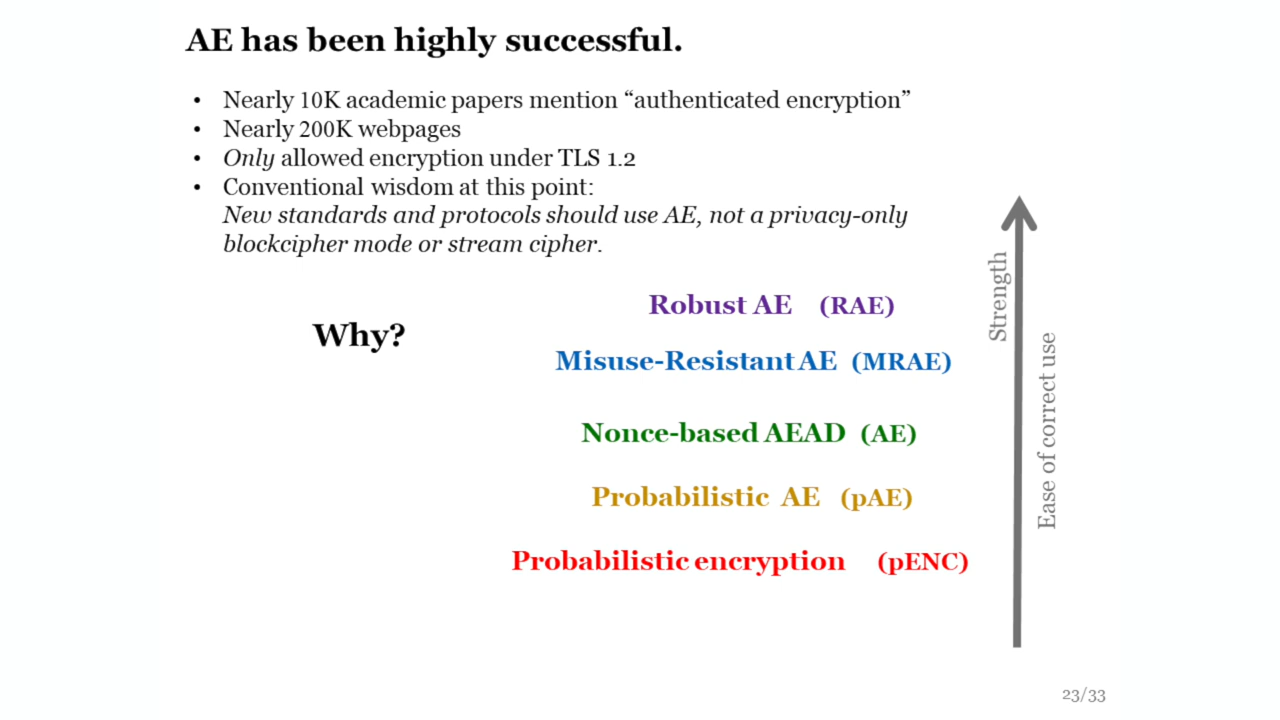 AE has been highly successful.
• Nearly 10K academic papers mention “authenticated encryption”
• Nearly 200K webpages
• Only allowed encryption under TLS 1.2
• Conventional wisdom at this point:
New standards and protocols should use AE, not a privacy-only
blockcipher mode or stream cipher.
Why?
Robust AE (RAE)
Misuse-Resistant AE (MRAE)
Nonce-based AEAD (AE)
Probabilistic AE (pAE)
Probabilistic encryption (pENC)
Strength
Ease of correct use
23/33